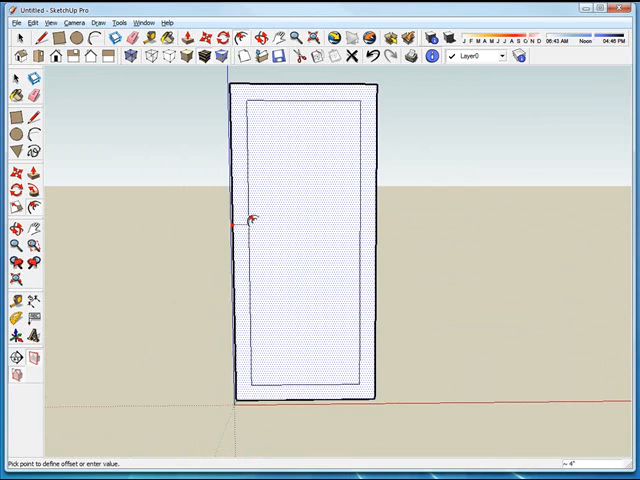 Untitled - SketchUp Pro
File Edit View Camera Draw Tools Window Help
J F M A M J J A S O N D
06:43 AM Noon 04:46 PM
Layer0
Pick point to define offset or enter value.
~ 4"